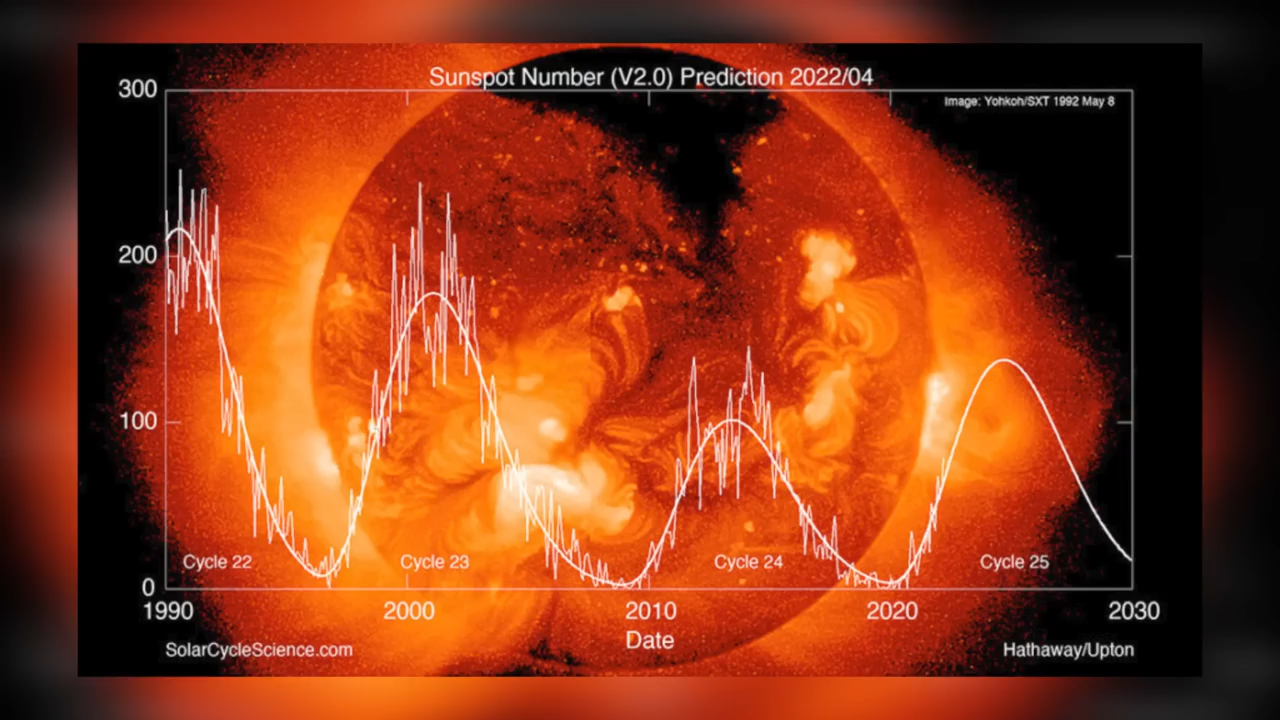 Sunspot Number (V2.0) Prediction 2022/04
300
Image: Yohkoh/SXT 1992 May 8
200
100
Cycle 22
Cycle 23
Cycle 24
Cycle 25
0
1990
2000
2010
2020
2030
Date
SolarCycleScience.com
Hathaway/Upton